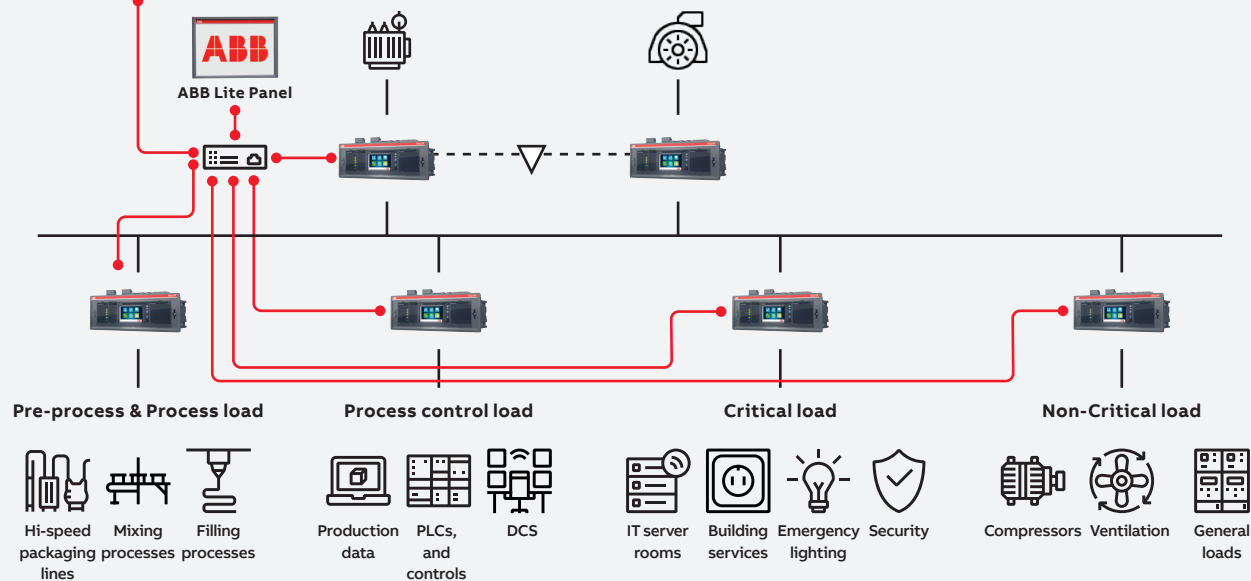 ABB
ABB Lite Panel
Pre-process & Process load
Process control load
Critical load
Non-Critical load
Hi-speed
packaging
lines
Mixing
processes
Filling
processes
Production
data
PLCs,
and
controls
DCS
IT server
rooms
Building
services
Emergency
lighting
Security
Compressors
Ventilation
General
loads